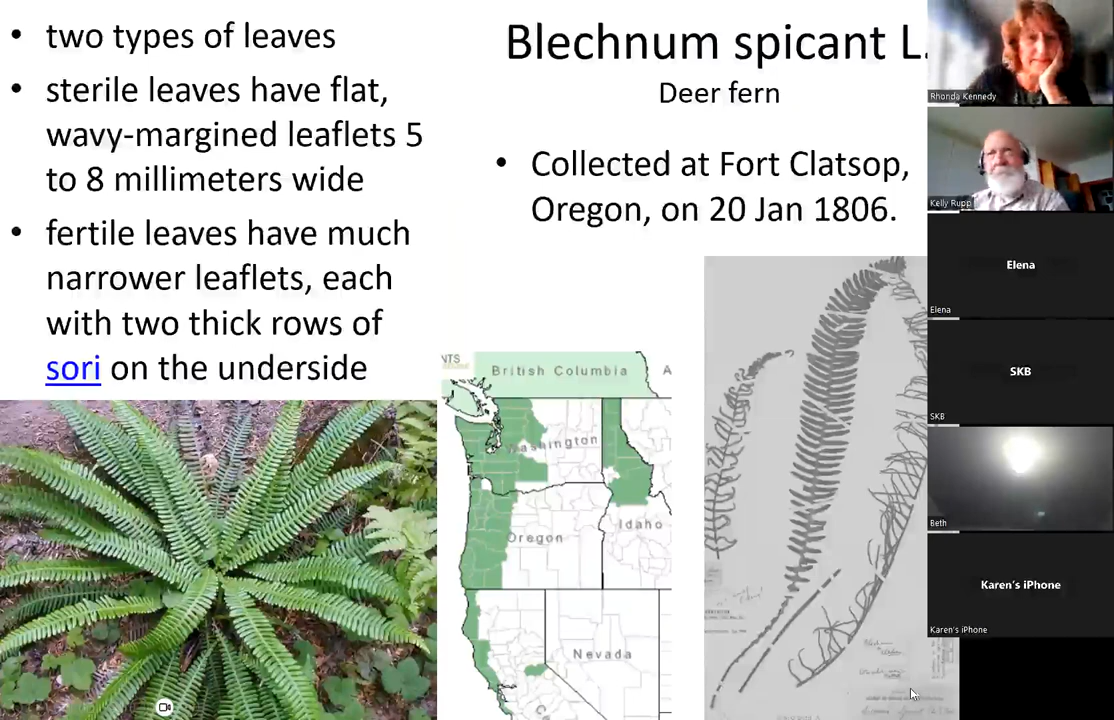 • two types of leaves
• sterile leaves have flat,
wavy-margined leaflets 5
to 8 millimeters wide
• fertile leaves have much
narrower leaflets, each
with two thick rows of
sori on the underside
Blechnum spicant L.
Deer fern
• Collected at Fort Clatsop,
Oregon, on 20 Jan 1806.
NTS
British Columbia
A
Washington
Oregon
Idaho
Nevada
Rhonda Kennedy
Kelly Rupp
Elena
Elena
SKB
SKB
Beth
Karen's iPhone
Karen's iPhone